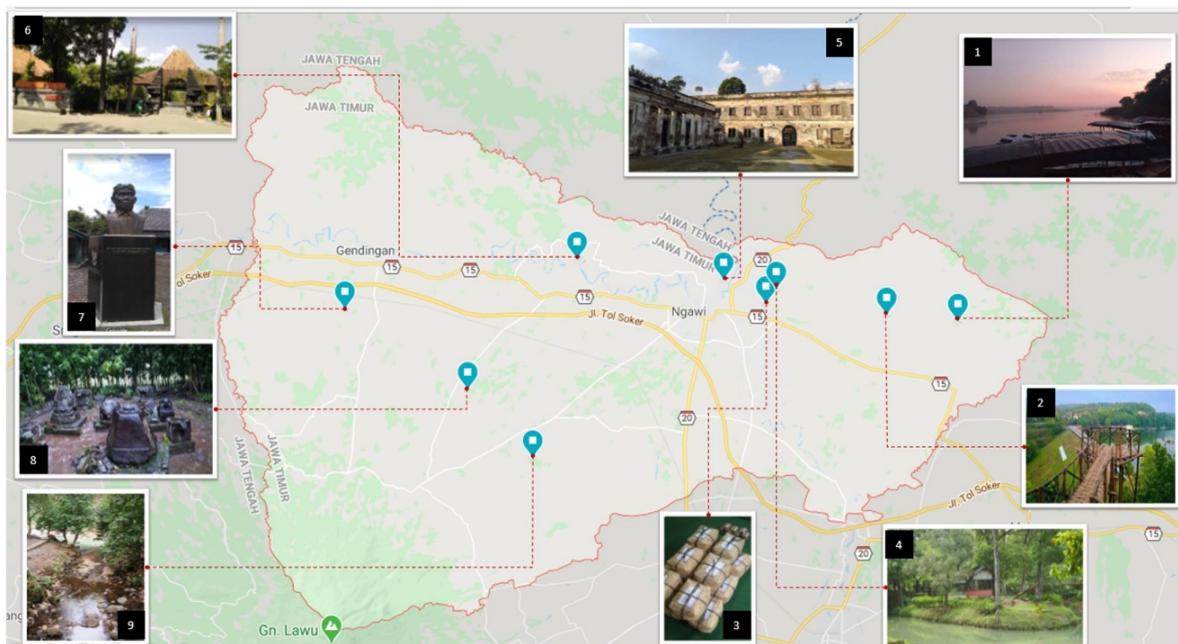 6
5
1
JAWA TENGAH
JAWA TIMUR
7
15
Gendingan
15
15
JAWA TENGAH
JAWA TIMUR
20
ol Soker
15
Jl. Tol Soker
Ngawi
15
15
8
20
2
JAWA TIMUR
JAWA TENGAH
Jl. Tol Soker
9
3
20
4
15
Gn. Lawu